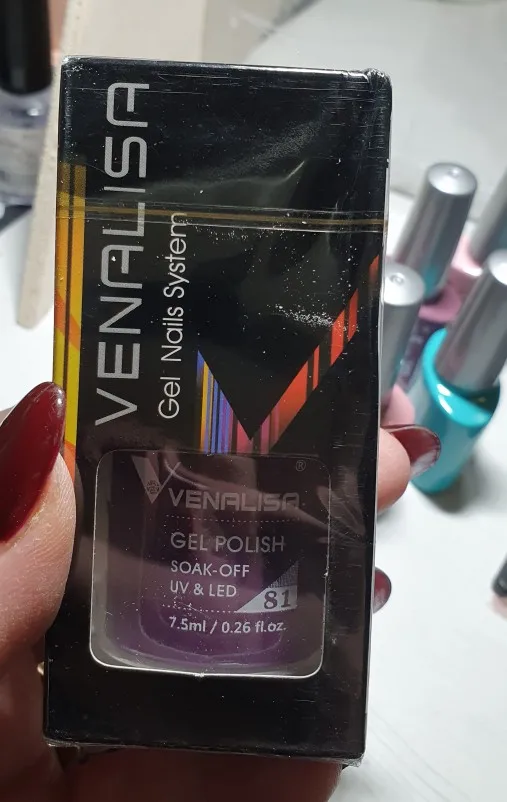 VENALISA
Gel Nails System
VENALISA ®
GEL POLISH
SOAK-OFF
UV & LED
81
7.5ml / 0.26 fl.oz.